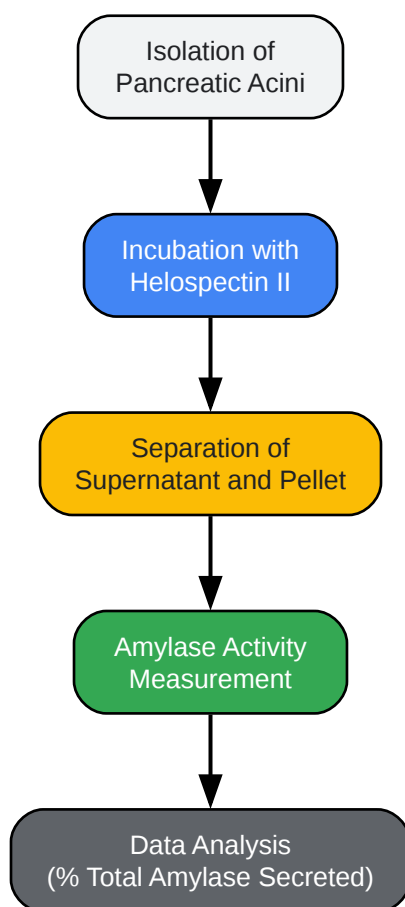 Isolation of
Pancreatic Acini
Incubation with
Helospectin II
Separation of
Supernatant and Pellet
Amylase Activity
Measurement
Data Analysis
(% Total Amylase Secreted)